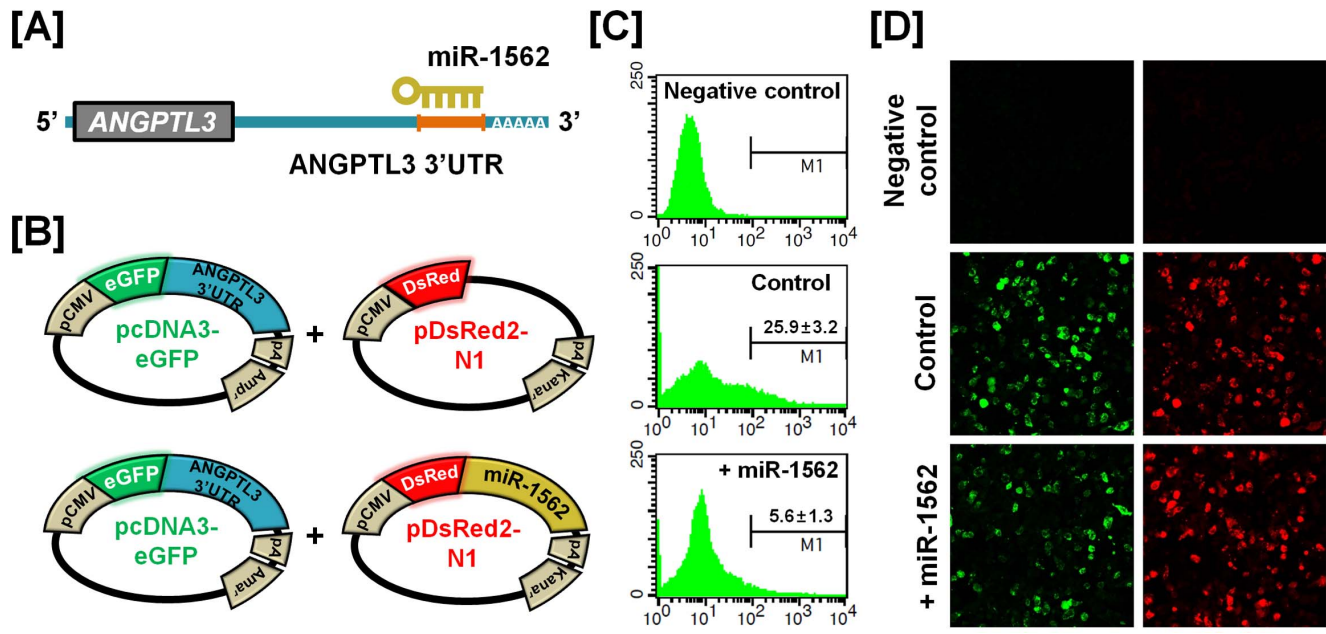 [A]
miR-1562
5’
ANGPTL3
AAAAA
3’
ANGPTL3 3’UTR
[B]
pCMV
eGFP
ANGPTL3
3’UTR
pA
Ampʳ
pcDNA3-
eGFP
+
pCMV
DsRed
pA
Kanaʳ
pDsRed2-
N1
pCMV
eGFP
ANGPTL3
3’UTR
pA
Amaʳ
pcDNA3-
eGFP
+
pCMV
DsRed
miR-1562
pA
Kanaʳ
pDsRed2-
N1
[C]
250
Negative control
M1
0
10⁰ 10¹ 10² 10³ 10⁴
250
Control
25.9±3.2
M1
0
10⁰ 10¹ 10² 10³ 10⁴
250
+ miR-1562
5.6±1.3
M1
0
10⁰ 10¹ 10² 10³ 10⁴
[D]
Negative
control
Control
+ miR-1562